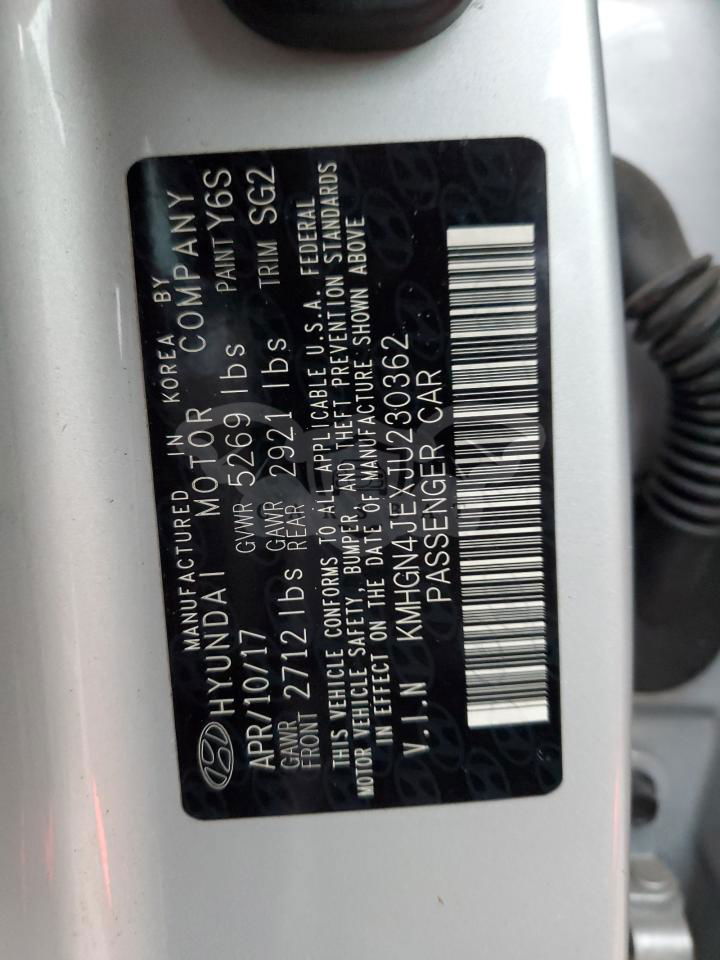 MANUFACTURED IN KOREA BY
HYUNDAI MOTOR COMPANY
APR/10/17 GVWR 5269 lbs PAINT Y6S
GAWR FRONT 2712 lbs GAWR REAR 2921 lbs TRIM SG2
THIS VEHICLE CONFORMS TO ALL APPLICABLE U.S.A. FEDERAL
MOTOR VEHICLE SAFETY, BUMPER, AND THEFT PREVENTION STANDARDS
IN EFFECT ON THE DATE OF MANUFACTURE SHOWN ABOVE
V.I.N KMHGN4JEXJU230362
PASSENGER CAR